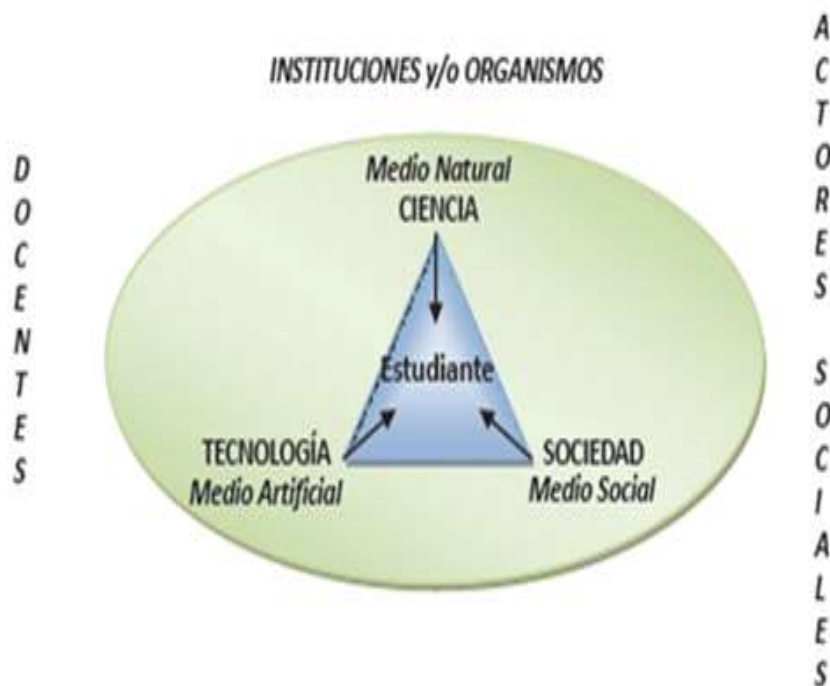 INSTITUCIONES y/o ORGANISMOS
DOCENTES
Medio Natural
CIENCIA
Estudiante
TECNOLOGÍA
Medio Artificial
SOCIEDAD
Medio Social
ACTORES SOCIALES